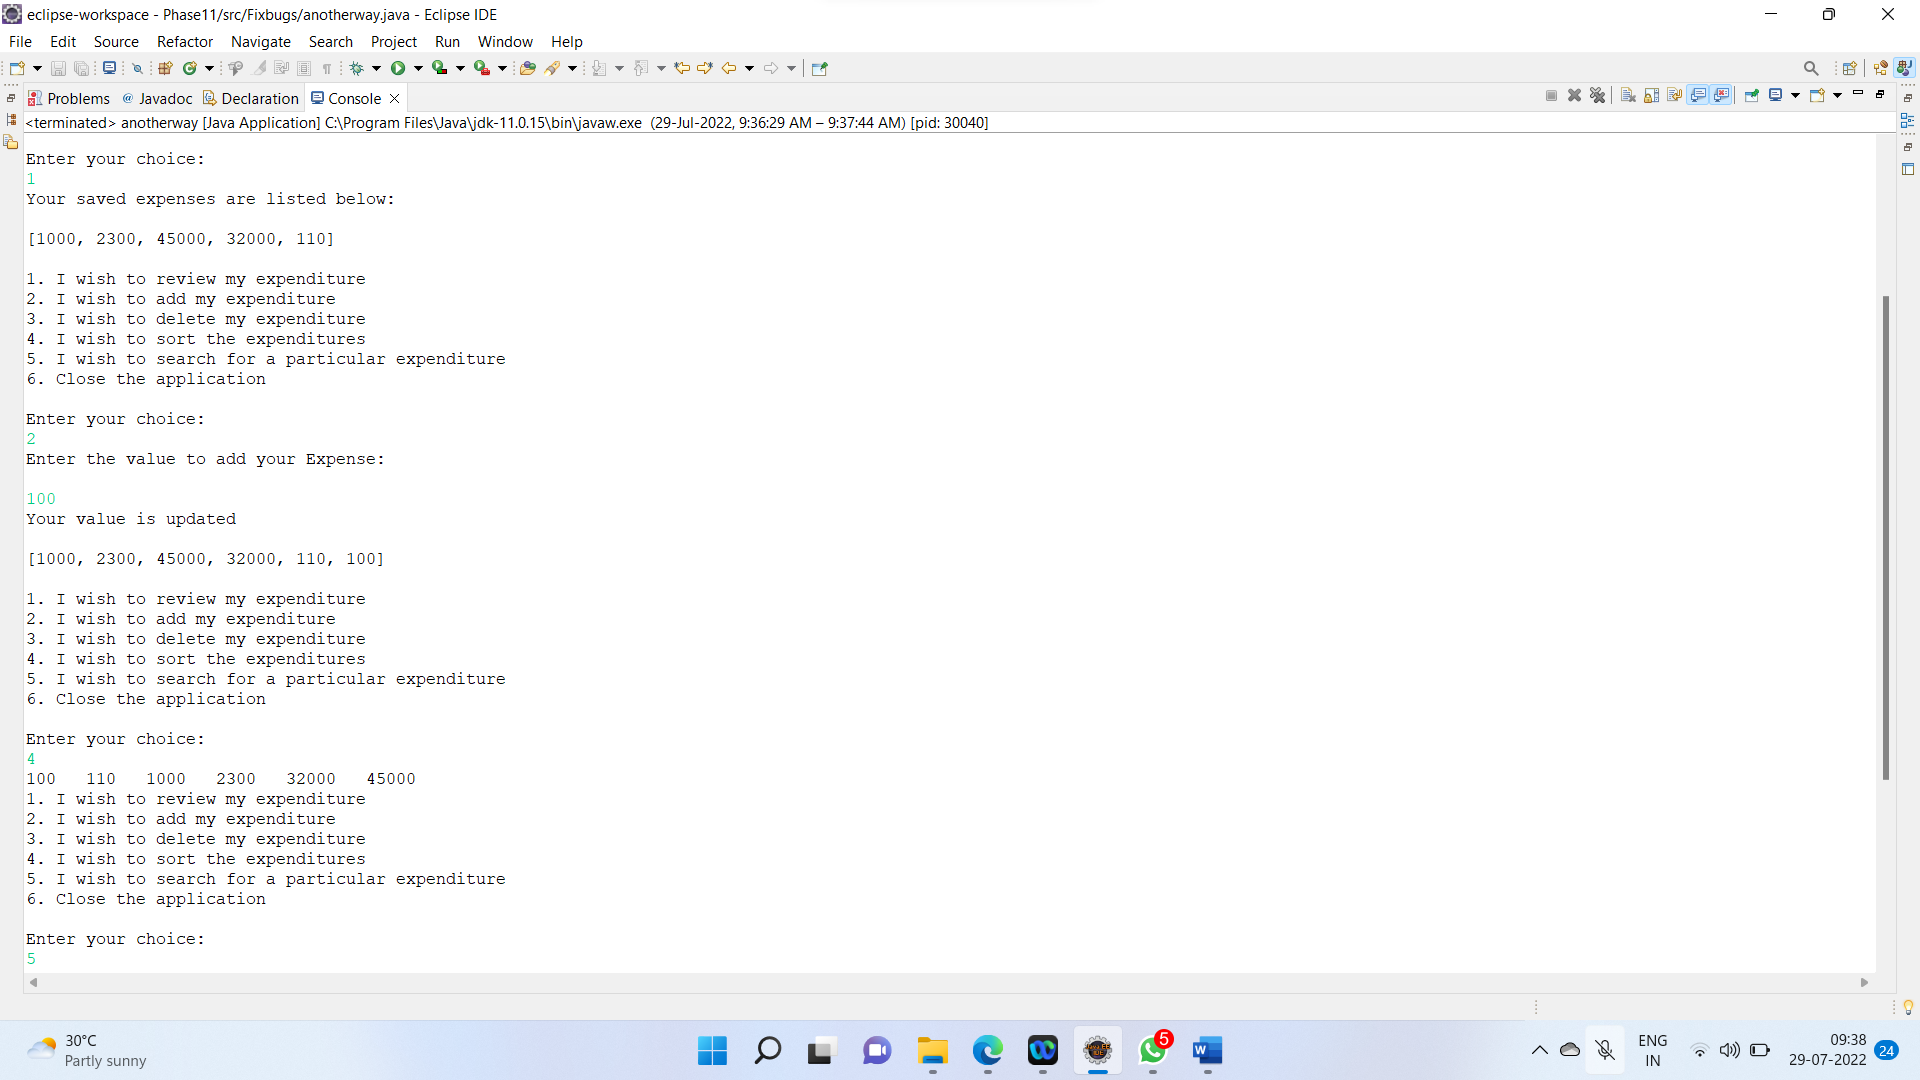 eclipse-workspace - Phase11/src/Fixbugs/anotherway.java - Eclipse IDE
File Edit Source Refactor Navigate Search Project Run Window Help
Problems @ Javadoc Declaration Console
<terminated> anotherway [Java Application] C:\Program Files\Java\jdk-11.0.15\bin\javaw.exe (29-Jul-2022, 9:36:29 AM – 9:37:44 AM) [pid: 30040]
Enter your choice:
1
Your saved expenses are listed below:
[1000, 2300, 45000, 32000, 110]
1. I wish to review my expenditure
2. I wish to add my expenditure
3. I wish to delete my expenditure
4. I wish to sort the expenditures
5. I wish to search for a particular expenditure
6. Close the application
Enter your choice:
2
Enter the value to add your Expense:
100
Your value is updated
[1000, 2300, 45000, 32000, 110, 100]
1. I wish to review my expenditure
2. I wish to add my expenditure
3. I wish to delete my expenditure
4. I wish to sort the expenditures
5. I wish to search for a particular expenditure
6. Close the application
Enter your choice:
4
100 110 1000 2300 32000 45000
1. I wish to review my expenditure
2. I wish to add my expenditure
3. I wish to delete my expenditure
4. I wish to sort the expenditures
5. I wish to search for a particular expenditure
6. Close the application
Enter your choice:
5
30°C
Partly sunny
5
ENG
IN
09:38
29-07-2022
24